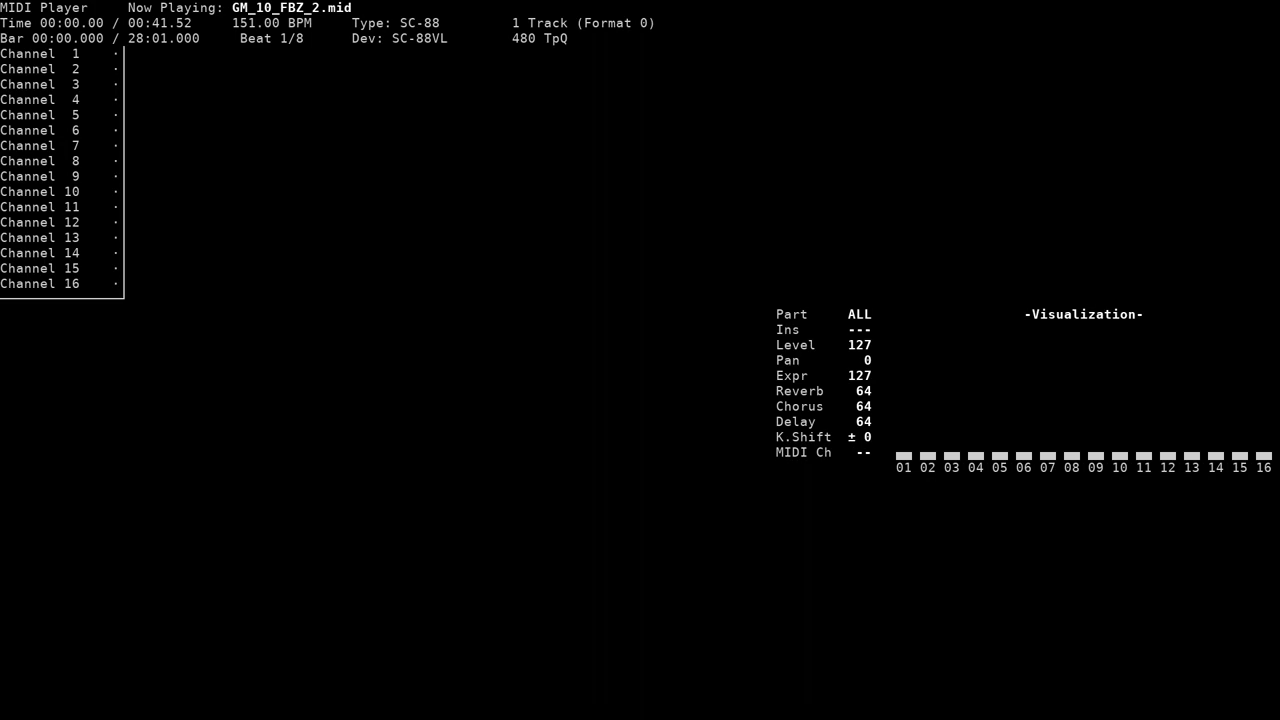 MIDI Player     Now Playing: GM_10_FBZ_2.mid
Time 00:00.00 / 00:41.52     151.00 BPM     Type: SC-88         1 Track (Format 0)
Bar 00:00.000 / 28:01.000     Beat 1/8      Dev: SC-88VL        480 TpQ
Channel  1    ·
Channel  2    ·
Channel  3    ·
Channel  4    ·
Channel  5    ·
Channel  6    ·
Channel  7    ·
Channel  8    ·
Channel  9    ·
Channel 10    ·
Channel 11    ·
Channel 12    ·
Channel 13    ·
Channel 14    ·
Channel 15    ·
Channel 16    ·
Part     ALL     -Visualization-
Ins      ---
Level    127
Pan        0
Expr     127
Reverb    64
Chorus    64
Delay     64
K.Shift  ± 0
MIDI Ch   --
01 02 03 04 05 06 07 08 09 10 11 12 13 14 15 16